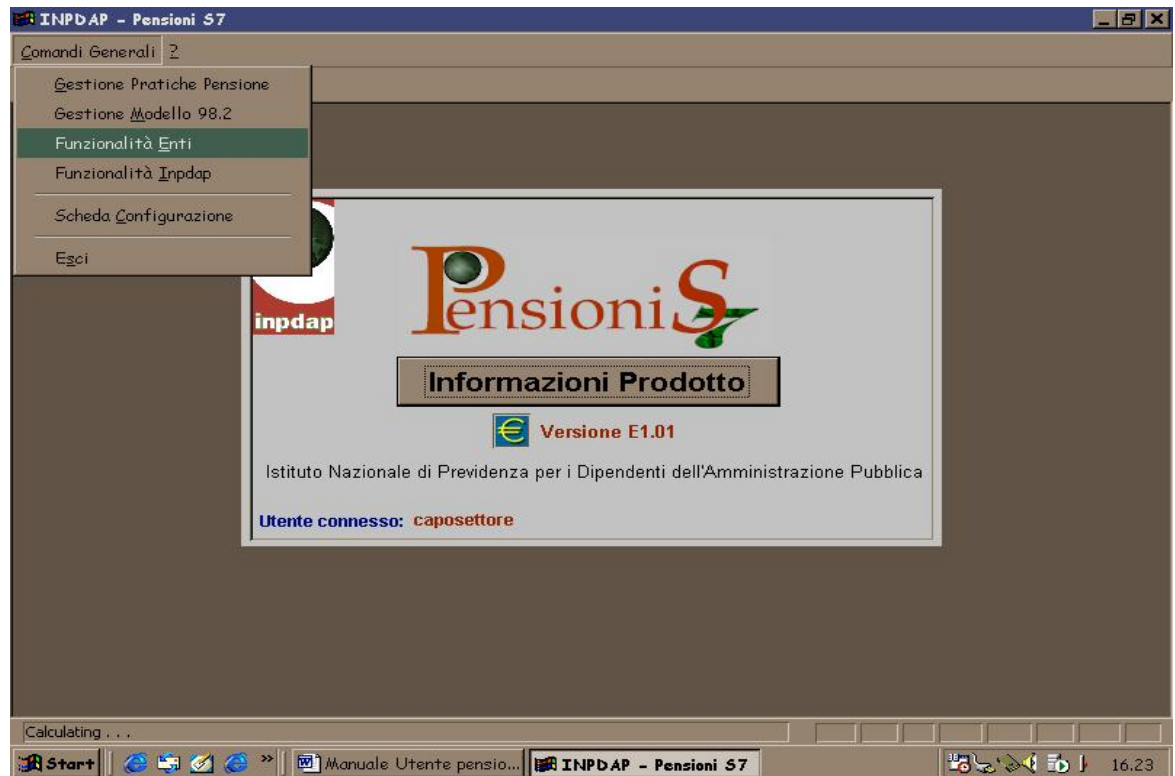 INPDAP - Pensioni S7
Comandi Generali ?
Gestione Pratiche Pensione
Gestione Modello 98.2
Funzionalità Enti
Funzionalità Inpdap
Scheda Configurazione
Esci
inpdap
Pensioni S7
Informazioni Prodotto
€ Versione E1.01
Istituto Nazionale di Previdenza per i Dipendenti dell'Amministrazione Pubblica
Utente connesso: caposettore
Calculating . . .
Start » Manuale Utente pensio... INPDAP - Pensioni S7 16.23